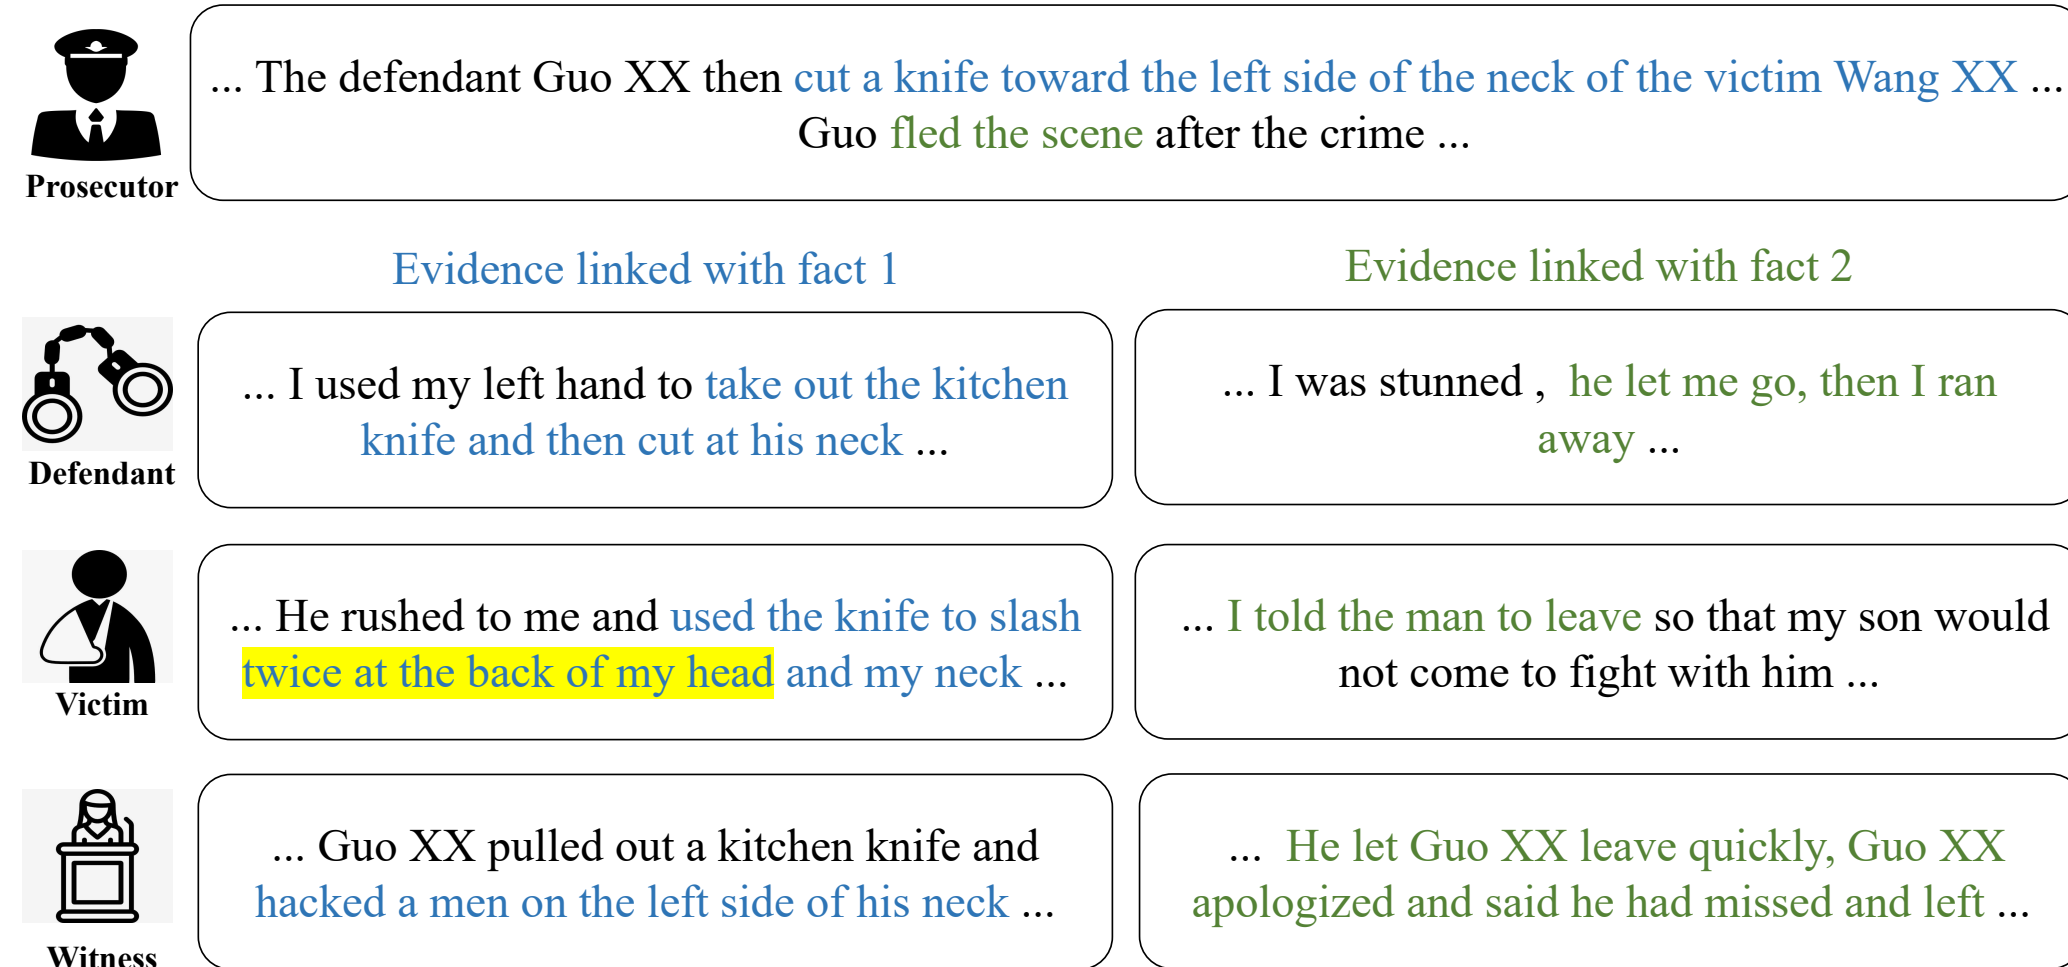 ... The defendant Guo XX then cut a knife toward the left side of the neck of the victim Wang XX ...
Guo fled the scene after the crime ...
Prosecutor
Evidence linked with fact 1
Evidence linked with fact 2
... I used my left hand to take out the kitchen
knife and then cut at his neck ...
... I was stunned , he let me go, then I ran
away ...
Defendant
... He rushed to me and used the knife to slash
twice at the back of my head and my neck ...
... I told the man to leave so that my son would
not come to fight with him ...
Victim
... Guo XX pulled out a kitchen knife and
hacked a men on the left side of his neck ...
... He let Guo XX leave quickly, Guo XX
apologized and said he had missed and left ...
Witness